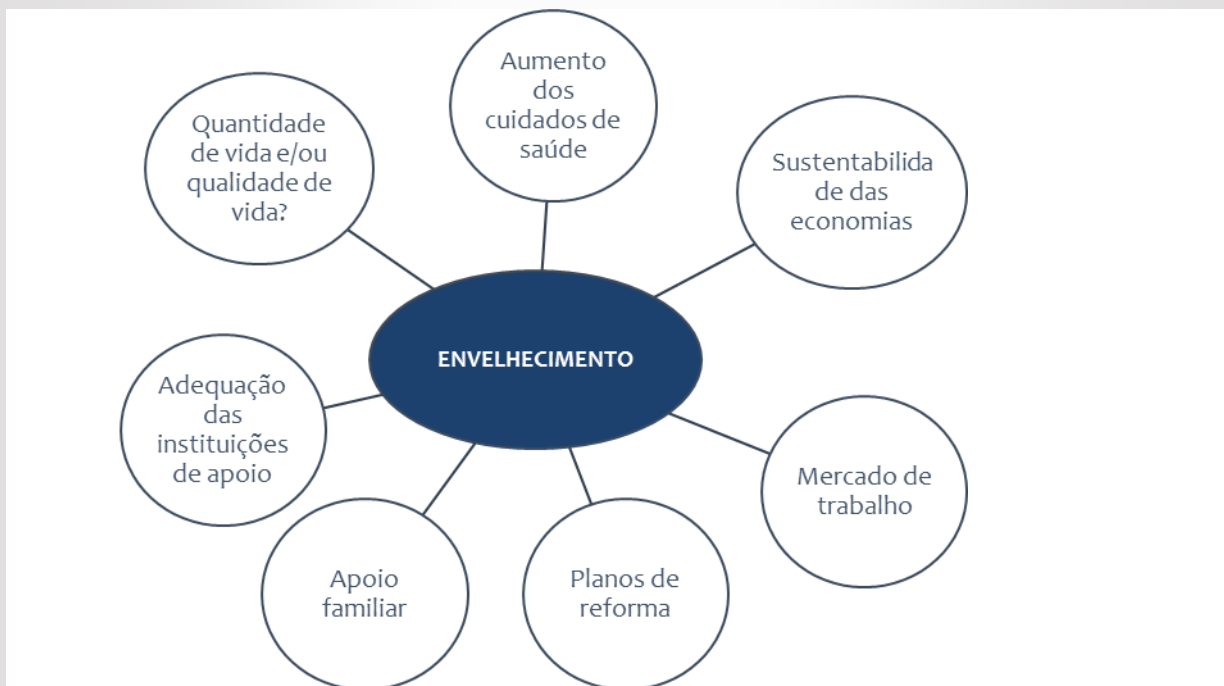 Aumento
dos
cuidados de
saúde
Quantidade
de vida e/ou
qualidade de
vida?
Sustentabilida
de das
economias
ENVELHECIMENTO
Adequação
das
instituições
de apoio
Mercado de
trabalho
Apoio
familiar
Planos de
reforma